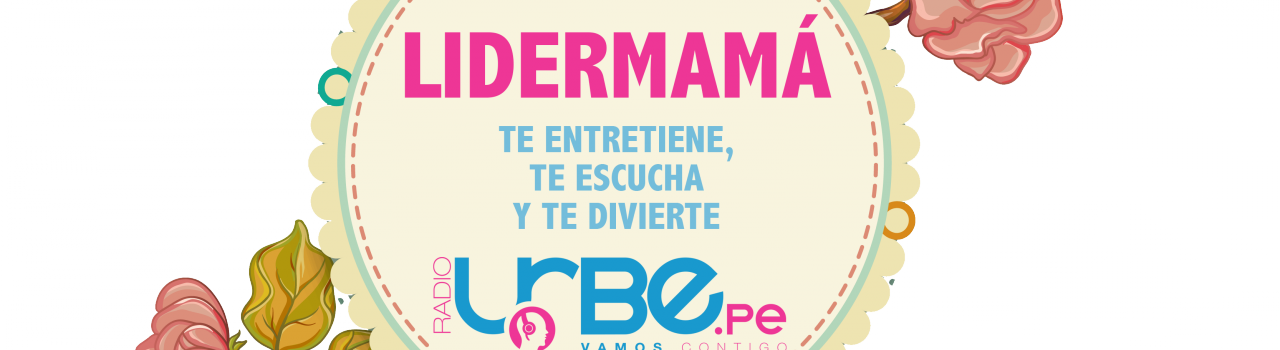 LIDERMAMÁ
TE ENTRETIENE,
TE ESCUCHA
Y TE DIVIERTE
RADIO urBe.Pe
VAMOS CONTIGO